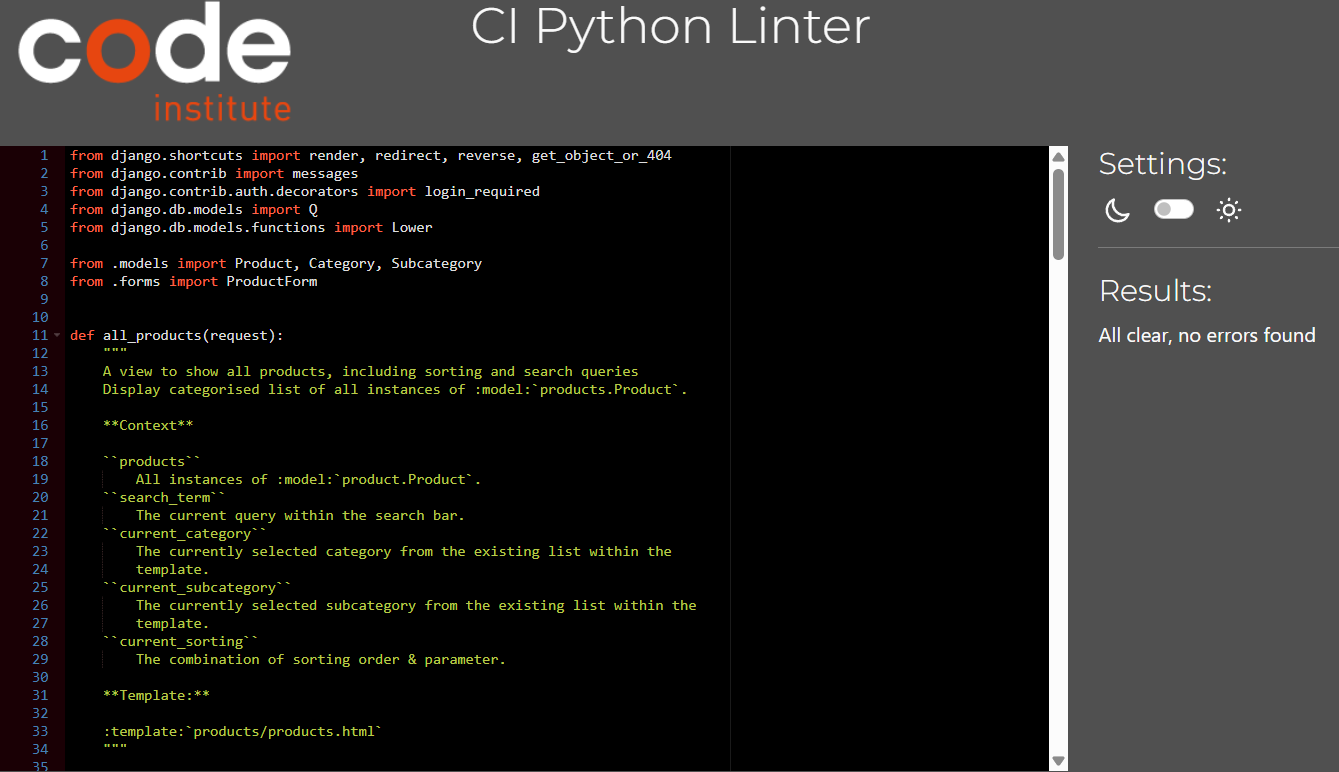 code
institute
CI Python Linter
1 from django.shortcuts import render, redirect, reverse, get_object_or_404
2 from django.contrib import messages
3 from django.contrib.auth.decorators import login_required
4 from django.db.models import Q
5 from django.db.models.functions import Lower
6
7 from .models import Product, Category, Subcategory
8 from .forms import ProductForm
9
10
11 def all_products(request):
12     """
13     A view to show all products, including sorting and search queries
14     Display categorised list of all instances of :model:`products.Product`.
15
16     **Context**
17
18     ``products``
19         All instances of :model:`product.Product`.
20     ``search_term``
21         The current query within the search bar.
22     ``current_category``
23         The currently selected category from the existing list within the
24         template.
25     ``current_subcategory``
26         The currently selected subcategory from the existing list within the
27         template.
28     ``current_sorting``
29         The combination of sorting order & parameter.
30
31     **Template:**
32
33     :template:`products/products.html`
34     """
35
Settings:
Results:
All clear, no errors found